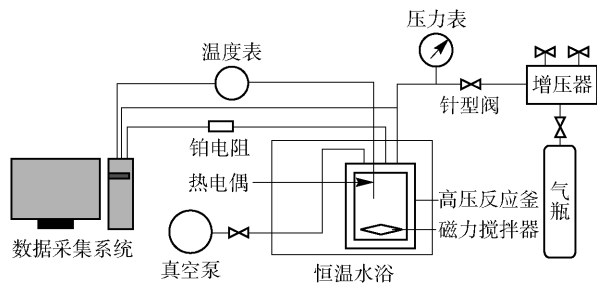 压力表
温度表
增压器
针型阀
铂电阻
热电偶
高压反应釜
气瓶
磁力搅拌器
数据采集系统
真空泵
恒温水浴